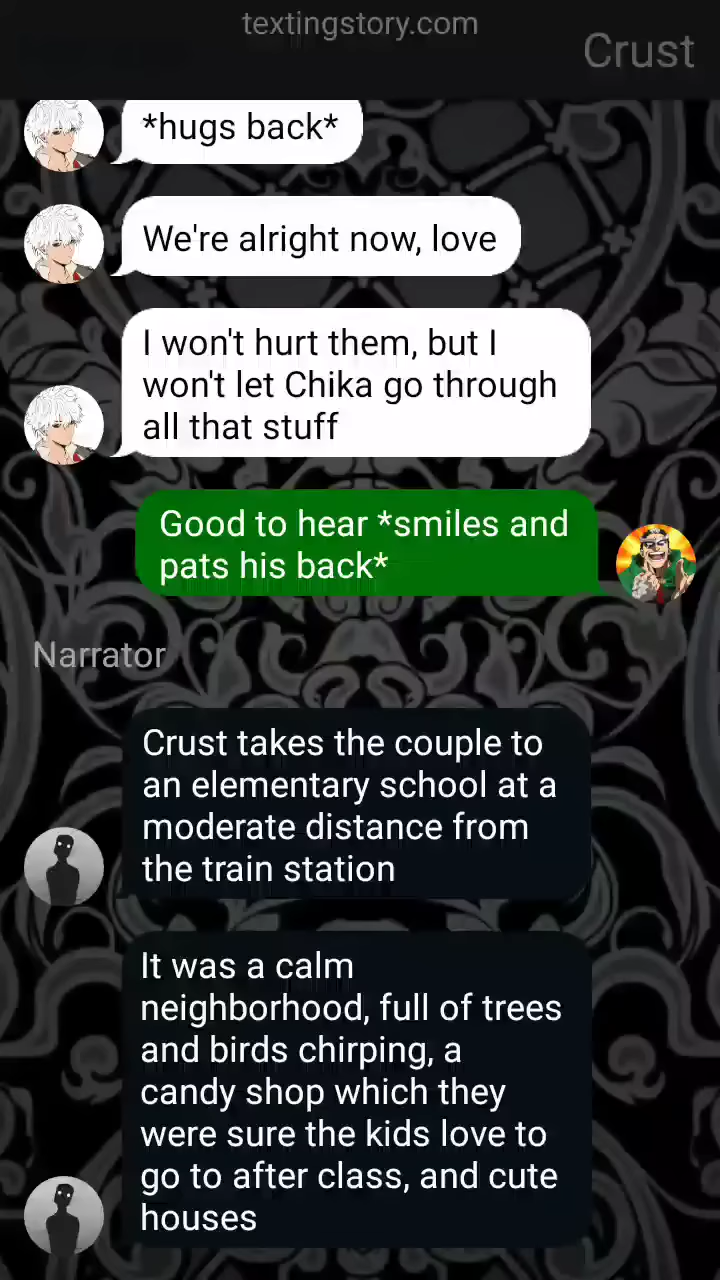 textingstory.com
Crust
*hugs back*
We're alright now, love
I won't hurt them, but I
won't let Chika go through
all that stuff
Good to hear *smiles and
pats his back*
Narrator
Crust takes the couple to
an elementary school at a
moderate distance from
the train station
It was a calm
neighborhood, full of trees
and birds chirping, a
candy shop which they
were sure the kids love to
go to after class, and cute
houses